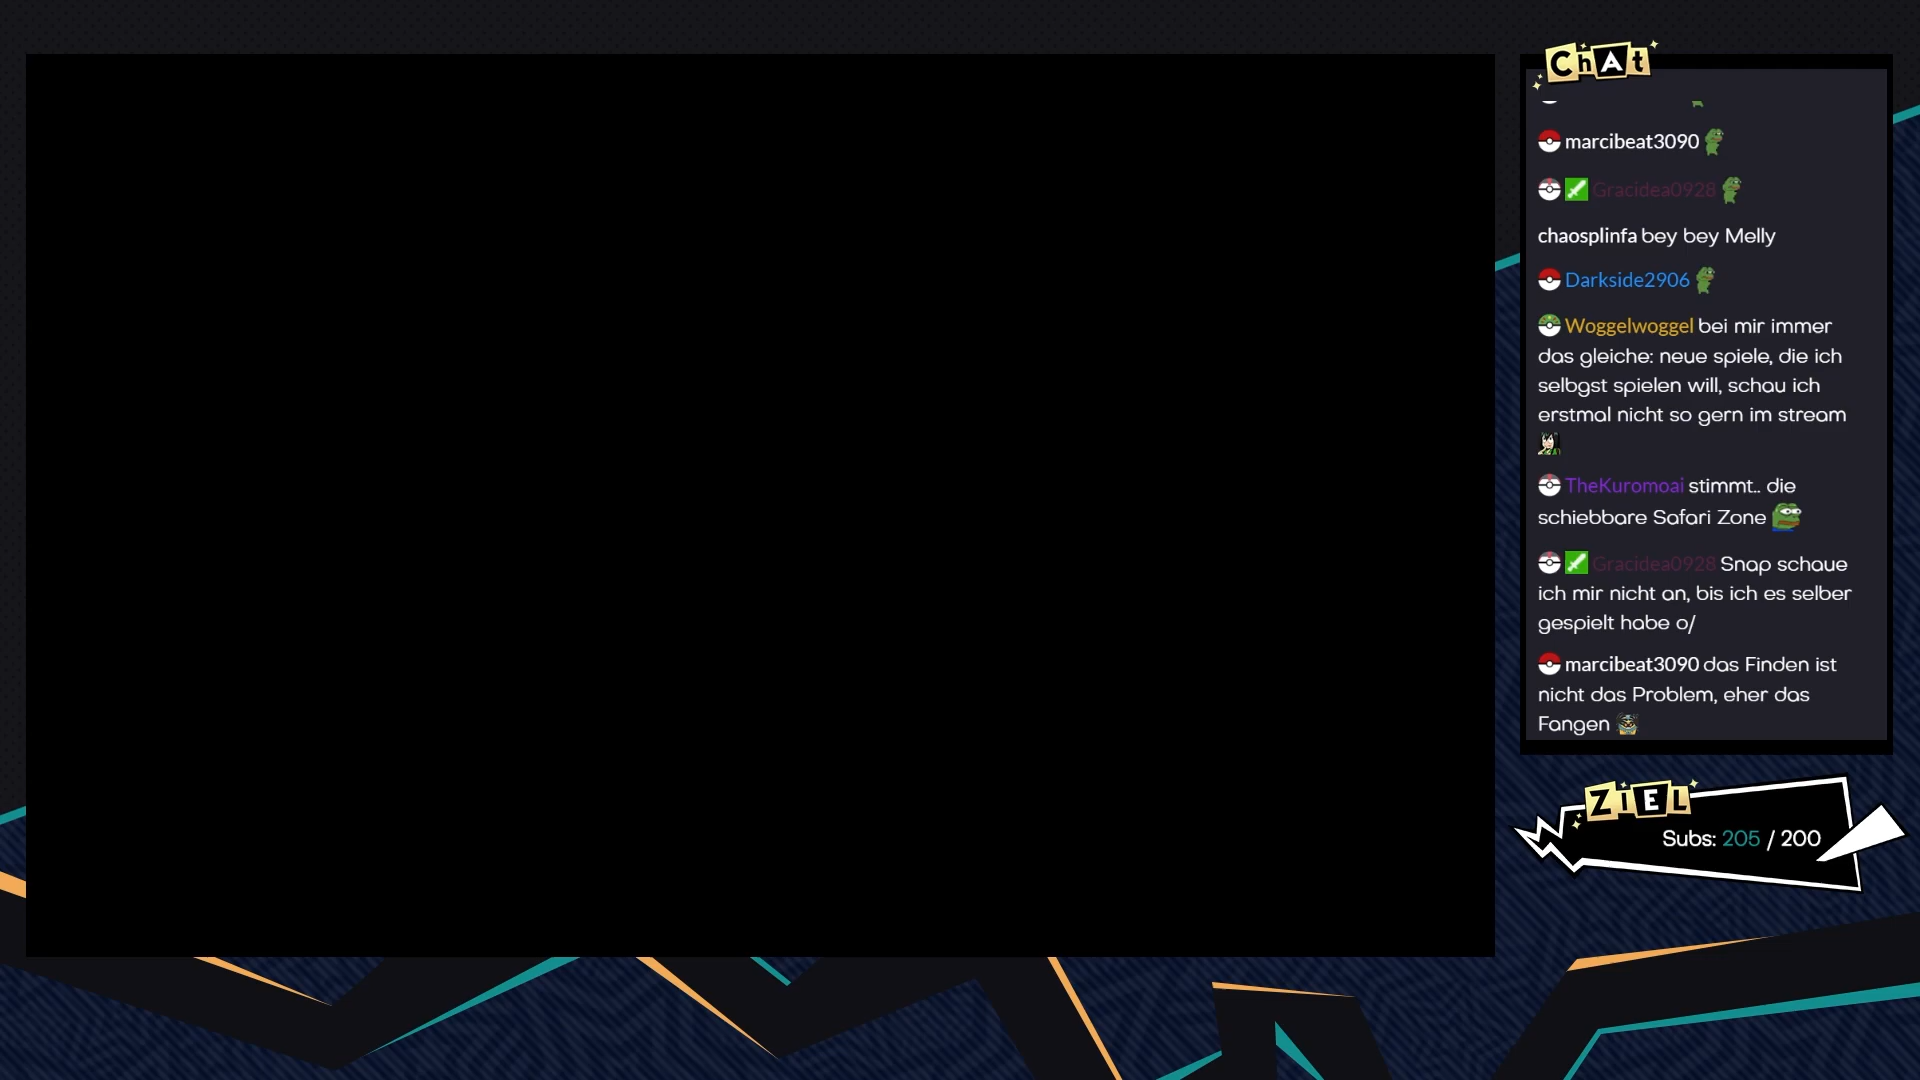 ChAt
marcibeat3090
Gracidea0928
chaosplinfa bey bey Melly
Darkside2906
Woggelwoggel bei mir immer
das gleiche: neue spiele, die ich
selbgst spielen will, schau ich
erstmal nicht so gern im stream
TheKuromoai stimmt.. die
schiebbare Safari Zone
Gracidea0928 Snap schaue
ich mir nicht an, bis ich es selber
gespielt habe o/
marcibeat3090 das Finden ist
nicht das Problem, eher das
Fangen
ZiEL
Subs: 205 / 200